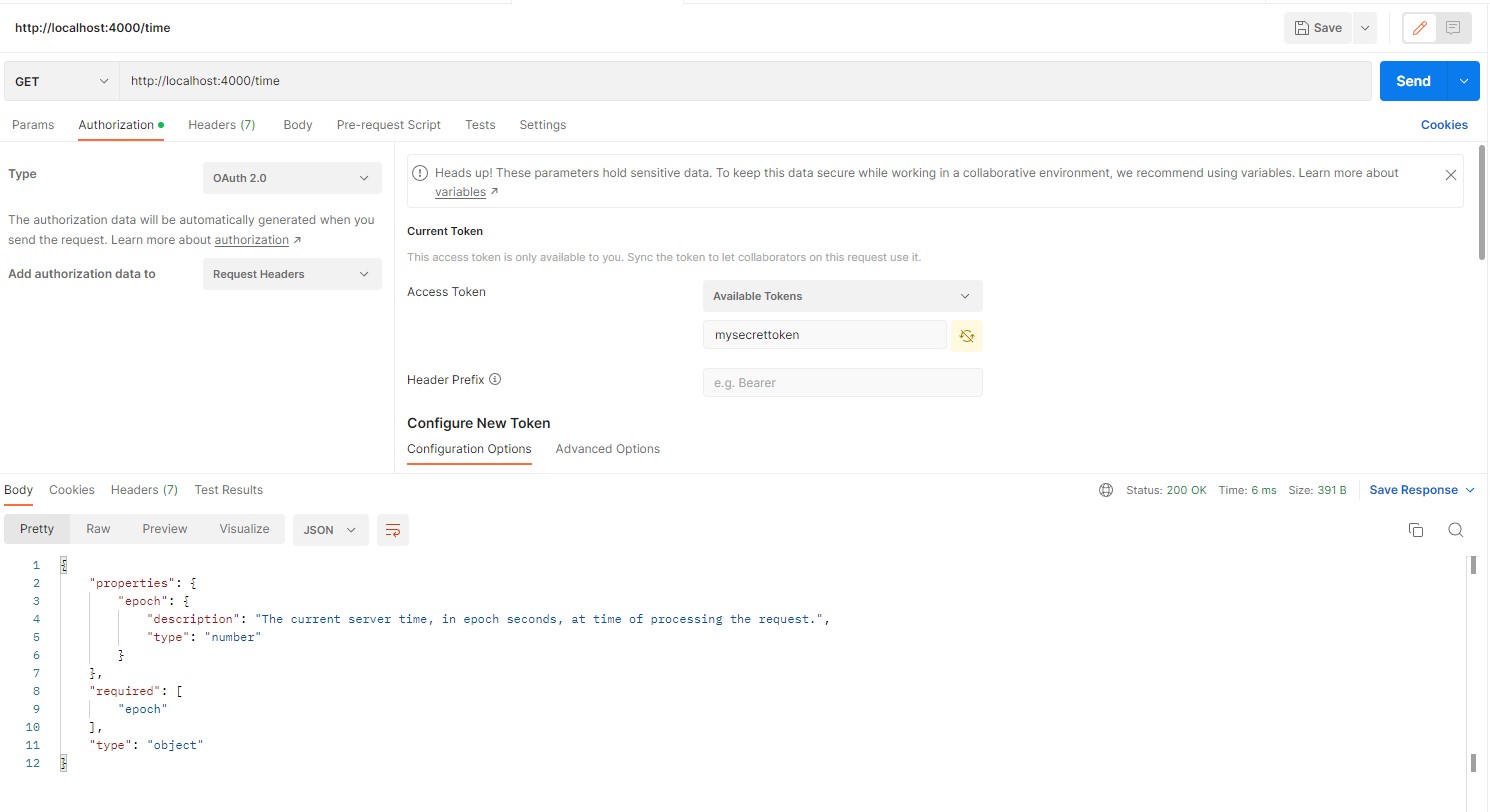 http://localhost:4000/time
Save
GET
http://localhost:4000/time
Send
Params
Authorization
Headers (7)
Body
Pre-request Script
Tests
Settings
Cookies
Type
OAuth 2.0
The authorization data will be automatically generated when you
send the request. Learn more about authorization ↗
Add authorization data to
Request Headers
Heads up! These parameters hold sensitive data. To keep this data secure while working in a collaborative environment, we recommend using variables. Learn more about
variables ↗
Current Token
This access token is only available to you. Sync the token to let collaborators on this request use it.
Access Token
Available Tokens
mysecrettoken
Header Prefix
e.g. Bearer
Configure New Token
Configuration Options
Advanced Options
Body
Cookies
Headers (7)
Test Results
Status: 200 OK
Time: 6 ms
Size: 391 B
Save Response
Pretty
Raw
Preview
Visualize
JSON
1 {
2 "properties": {
3 "epoch": {
4 "description": "The current server time, in epoch seconds, at time of processing the request.",
5 "type": "number"
6 }
7 },
8 "required": [
9 "epoch"
10 ],
11 "type": "object"
12 }